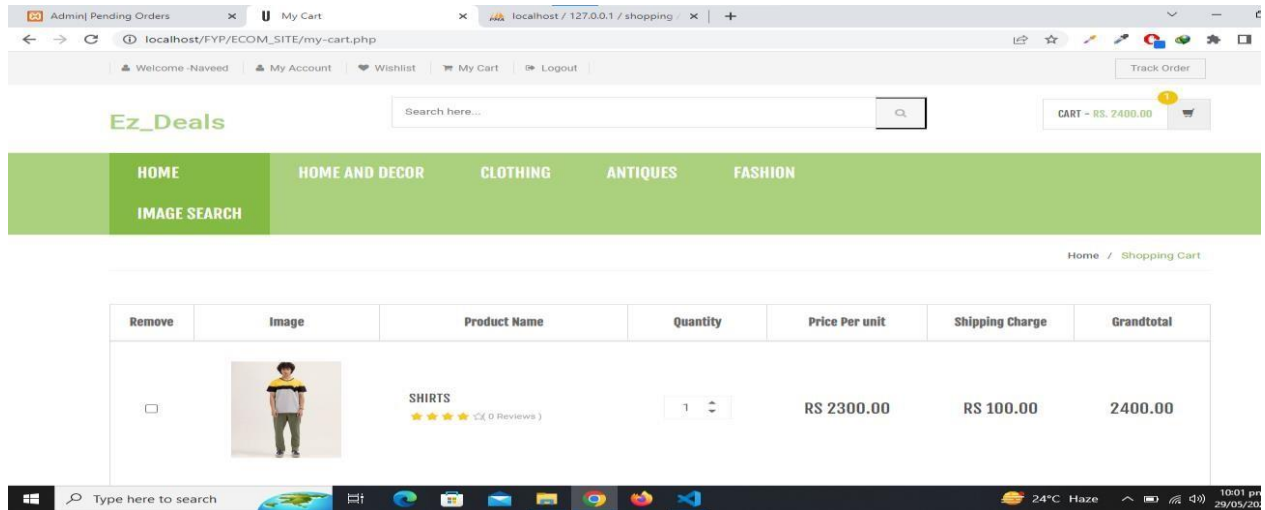 Admin| Pending Orders
My Cart
localhost / 127.0.0.1 / shopping /
localhost/FYP/ECOM_SITE/my-cart.php
Welcome -Naveed My Account Wishlist My Cart Logout Track Order
Ez_Deals
Search here...
1
CART - RS. 2400.00
HOME HOME AND DECOR CLOTHING ANTIQUES FASHION
IMAGE SEARCH
Home / Shopping Cart
Remove Image Product Name Quantity Price Per unit Shipping Charge Grandtotal
SHIRTS
( 0 Reviews )
1 RS 2300.00 RS 100.00 2400.00
Type here to search
24°C Haze
10:01 pm
29/05/20